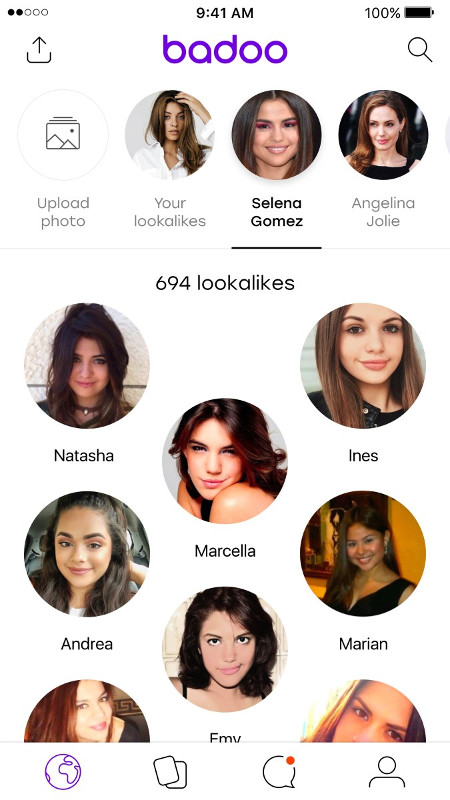 9:41 AM
100%
badoo
Upload
photo
Your
lookalikes
Selena
Gomez
Angelina
Jolie
694 lookalikes
Natasha
Ines
Marcella
Andrea
Marian
Emy